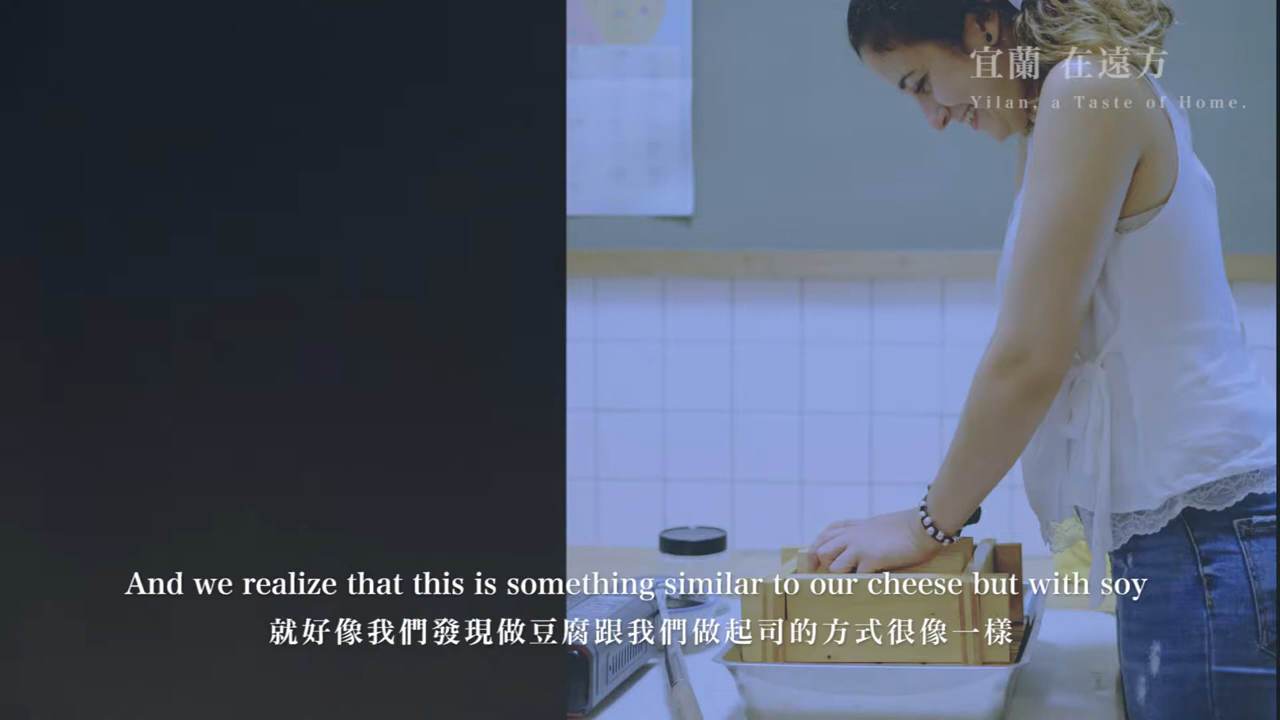 宜蘭 在遠方
Yilan, a Taste of Home.
And we realize that this is something similar to our cheese but with soy
就好像我們發現做豆腐跟我們做起司的方式很像一樣